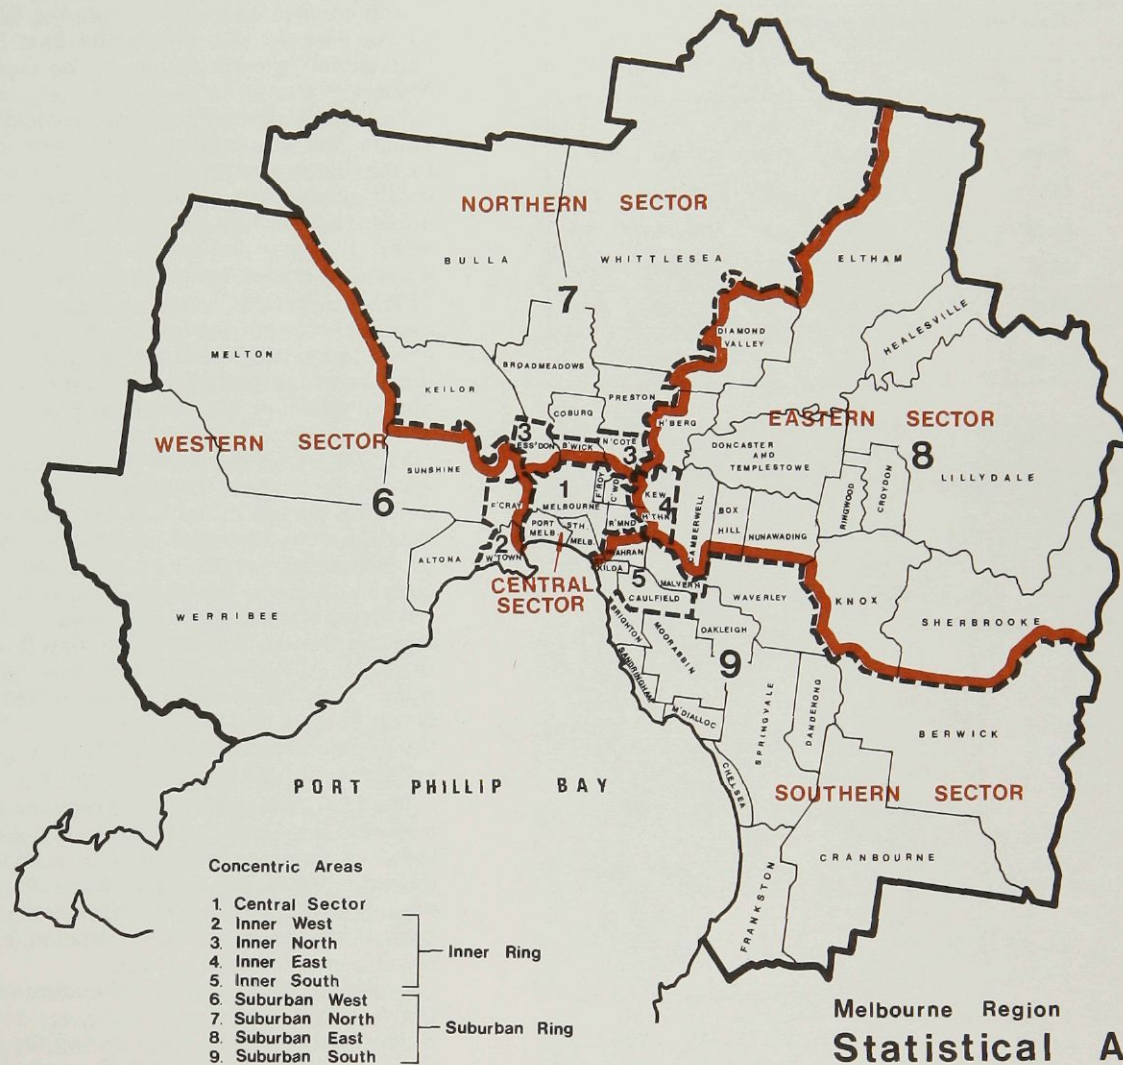 NORTHERN SECTOR
BULLA
WHITTLESEA
ELTHAM
7
HEALESVILLE
DIAMOND
VALLEY
MELTON
BROADMEADOWS
KEILOR
PRESTON
COBURG
H'BERG
EASTERN SECTOR
WESTERN SECTOR
3
ESS'DON
B'WICK
N'COTE
3
DONCASTER
AND
TEMPLESTOWE
8
LILLYDALE
SUNSHINE
6
1
MELBOURNE
F'ROY
C'WD
KEW
4
H'THN
CAMBERWELL
BOX
HILL
NUNAWADING
RINGWOOD
CROYDON
F'CRAY
PORT
MELB.
STH.
MELB.
R'MND
2
W'TOWN
ALTONA
CENTRAL
SECTOR
AHRAN
KILDA
5
MALVERN
CAULFIELD
WAVERLEY
KNOX
SHERBROOKE
WERRIBEE
BRIGHTON
MOORABBIN
OAKLEIGH
9
SANDRINGHAM
M'DIALLOC
SPRINGVALE
DANDENONG
BERWICK
PORT PHILLIP BAY
CHELSEA
SOUTHERN SECTOR
CRANBOURNE
FRANKSTON
Concentric Areas
1. Central Sector
2. Inner West
3. Inner North
4. Inner East
5. Inner South
Inner Ring
6. Suburban West
7. Suburban North
8. Suburban East
9. Suburban South
Suburban Ring
Melbourne Region
Statistical A